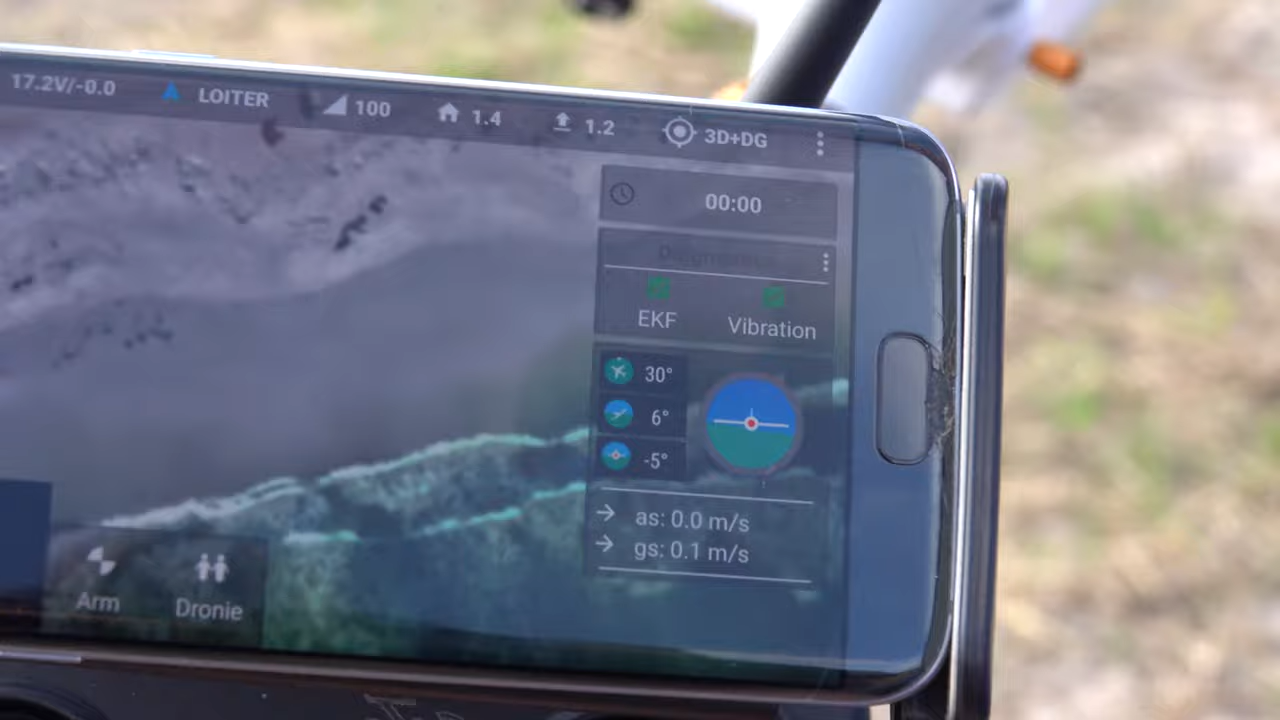 17.2V/-0.0 LOITER 100 1.4 1.2 3D+DG
00:00
EKF Vibration
30°
6°
-5°
as: 0.0 m/s
gs: 0.1 m/s
Arm Dronie